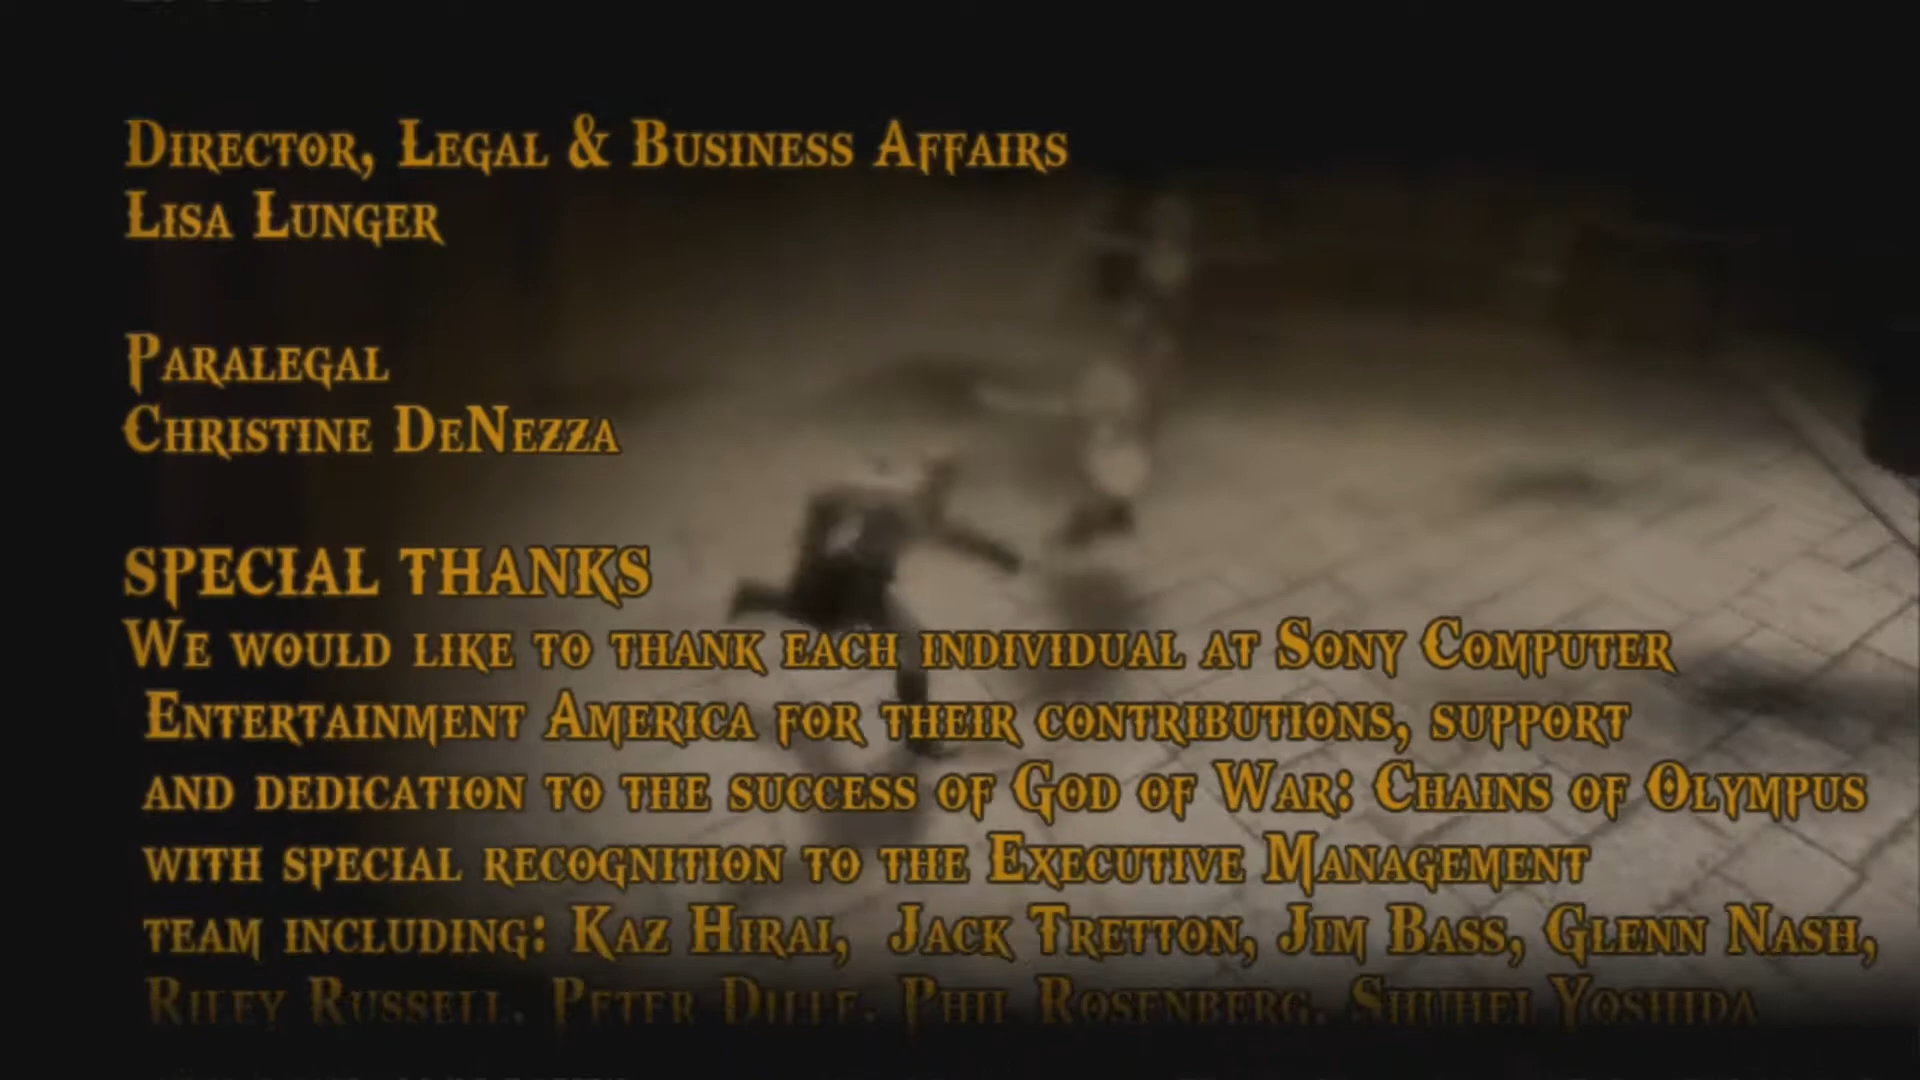 Director, Legal & Business Affairs
Lisa Lunger
Paralegal
Christine DeNezza
SPECIAL THANKS
We would like to thank each individual at Sony Computer
Entertainment America for their contributions, support
and dedication to the success of God of War: Chains of Olympus
with special recognition to the Executive Management
team including: Kaz Hirai, Jack Tretton, Jim Bass, Glenn Nash,
Riley Russell, Peter Dille, Phil Rosenberg, Shuhei Yoshida